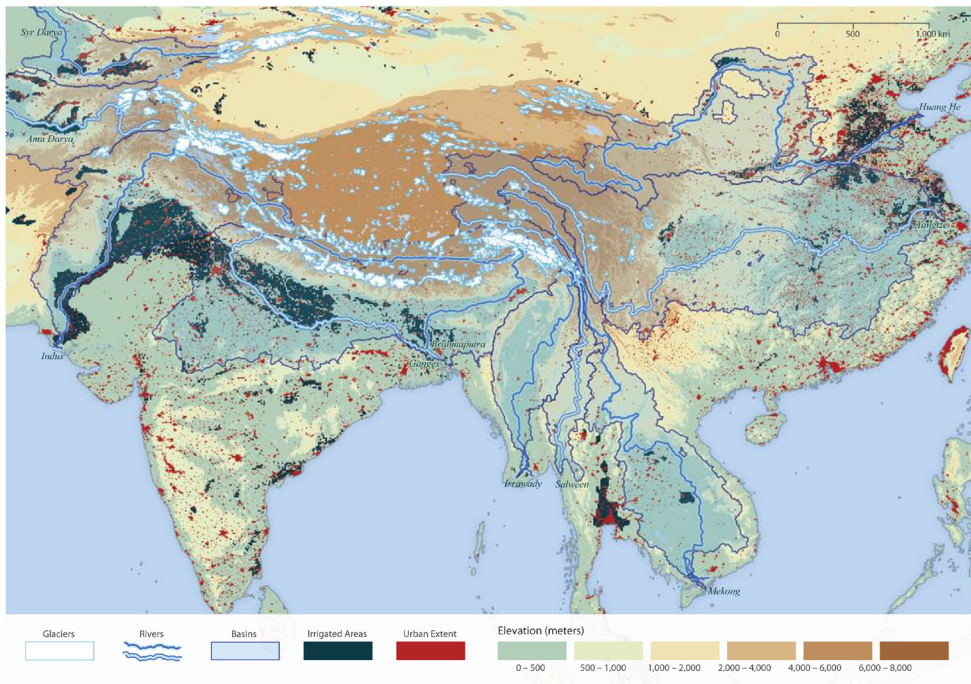 Syr Darya
0 500 1,000 km
Huang He
Amu Darya
Yangtze
Indus
Brahmaputra
Ganges
Irrawady
Salween
Mekong
Glaciers Rivers Basins Irrigated Areas Urban Extent Elevation (meters)
0 – 500 500 – 1,000 1,000 – 2,000 2,000 – 4,000 4,000 – 6,000 6,000 – 8,000